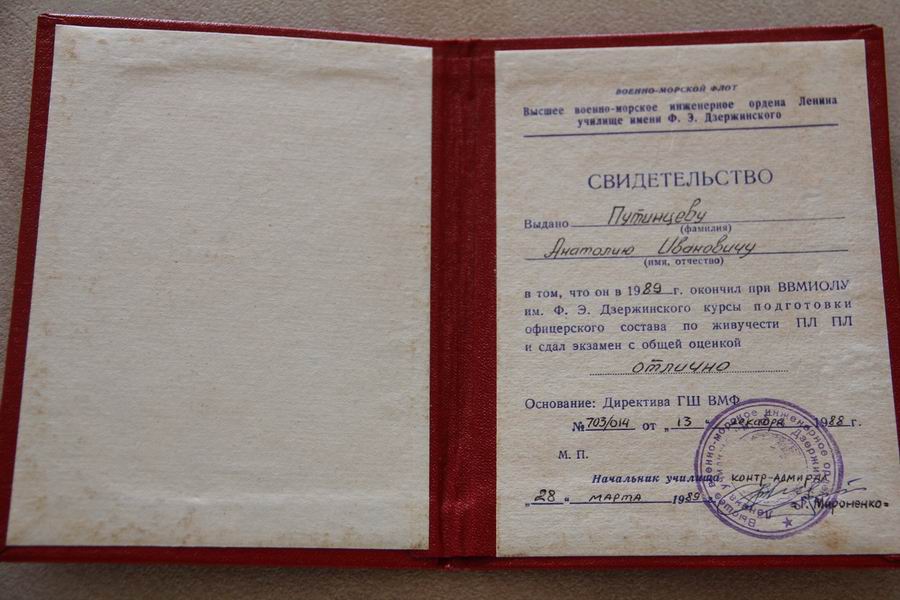 ВОЕННО-МОРСКОЙ ФЛОТ
Высшее военно-морское инженерное ордена Ленина
училище имени Ф. Э. Дзержинского
СВИДЕТЕЛЬСТВО
Выдано Путинцеву
(фамилия)
Анатолию Ивановичу
(имя, отчество)
в том, что он в 1989 г. окончил при ВВМИОЛУ
им. Ф. Э. Дзержинского курсы подготовки
офицерского состава по живучести ПЛ ПЛ
и сдал экзамен с общей оценкой
отлично
Основание: Директива ГШ ВМФ
№ 703/014 от „13“ декабря 1988 г.
М. П.
Начальник училища контр-адмирал
„28“ марта 1989 г. Мироненко